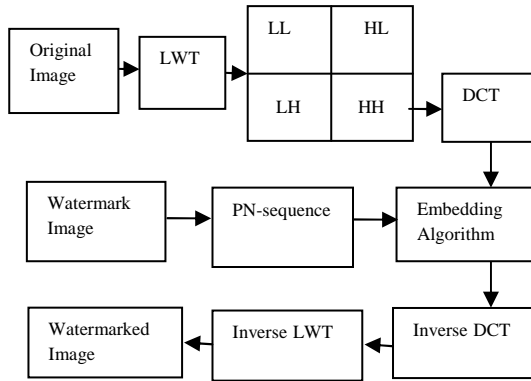 Original
Image
LWT
LL
HL
LH
HH
DCT
Watermark
Image
PN-sequence
Embedding
Algorithm
Watermarked
Image
Inverse LWT
Inverse DCT